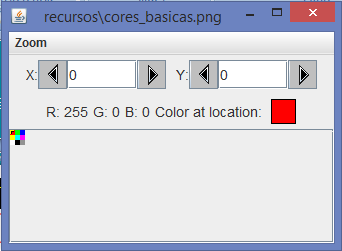 recursos\cores_basicas.png
Zoom
X: 0 Y: 0
R: 255 G: 0 B: 0 Color at location: